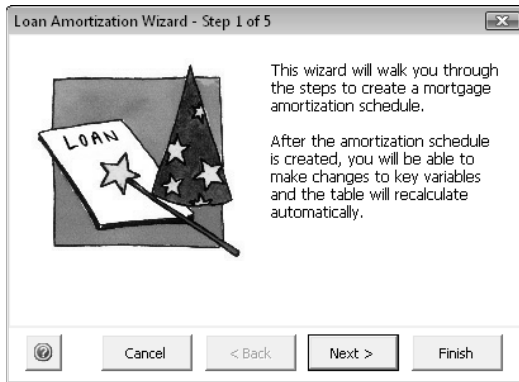 Loan Amortization Wizard - Step 1 of 5
This wizard will walk you through
the steps to create a mortgage
amortization schedule.
After the amortization schedule
is created, you will be able to
make changes to key variables
and the table will recalculate
automatically.
LOAN
Cancel
< Back
Next >
Finish